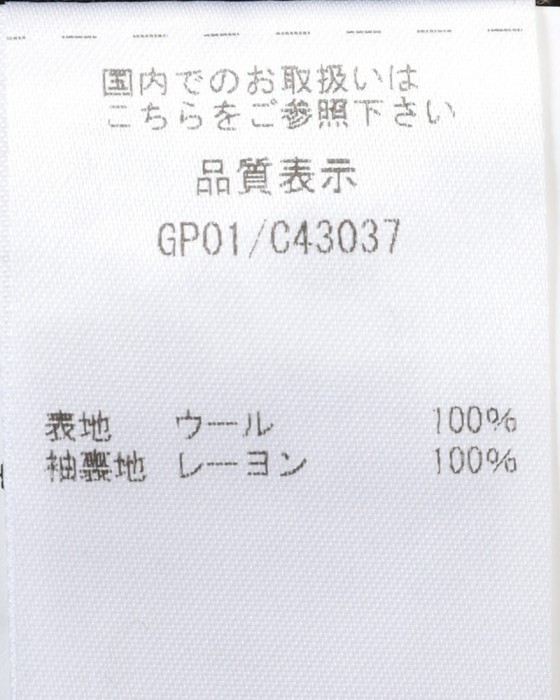 国内でのお取扱いは
こちらをご参照下さい
品質表示
GP01/C43037
表地 ウール 100%
袖裏地 レーヨン 100%